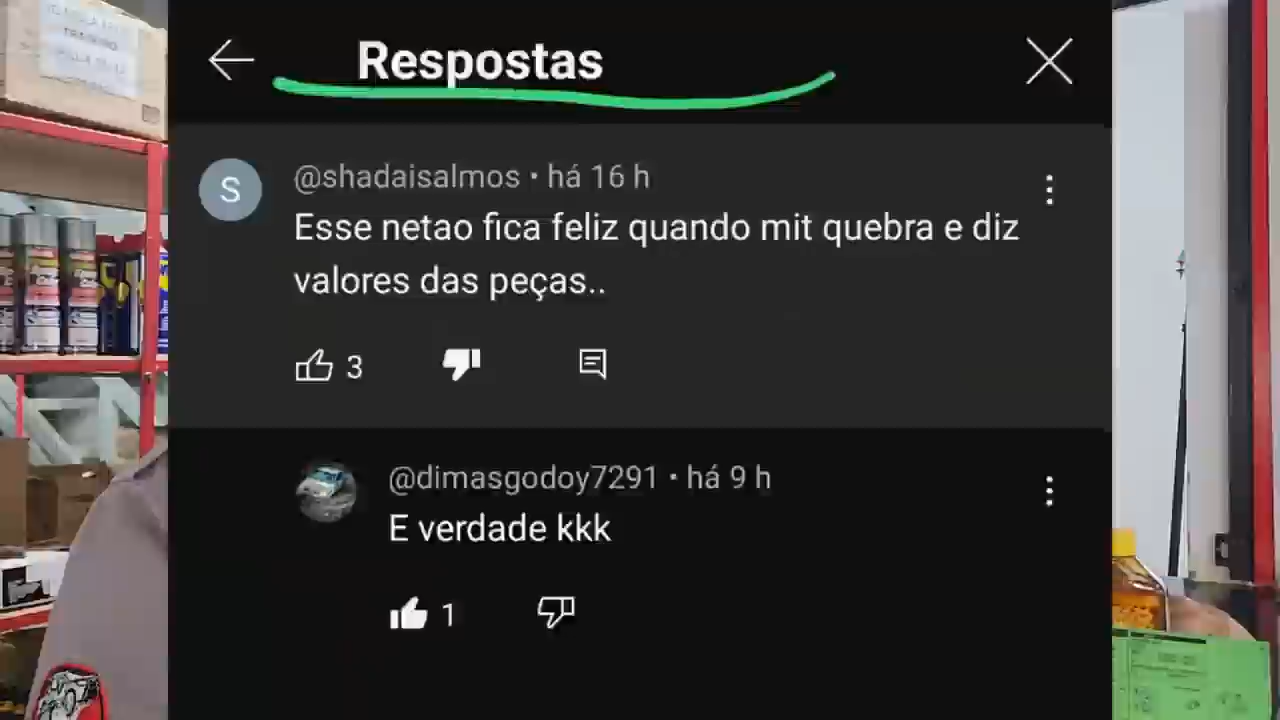 Respostas
@shadaisalmos • há 16 h
Esse netao fica feliz quando mit quebra e diz
valores das peças..
3
@dimasgodoy7291 • há 9 h
E verdade kkk
1